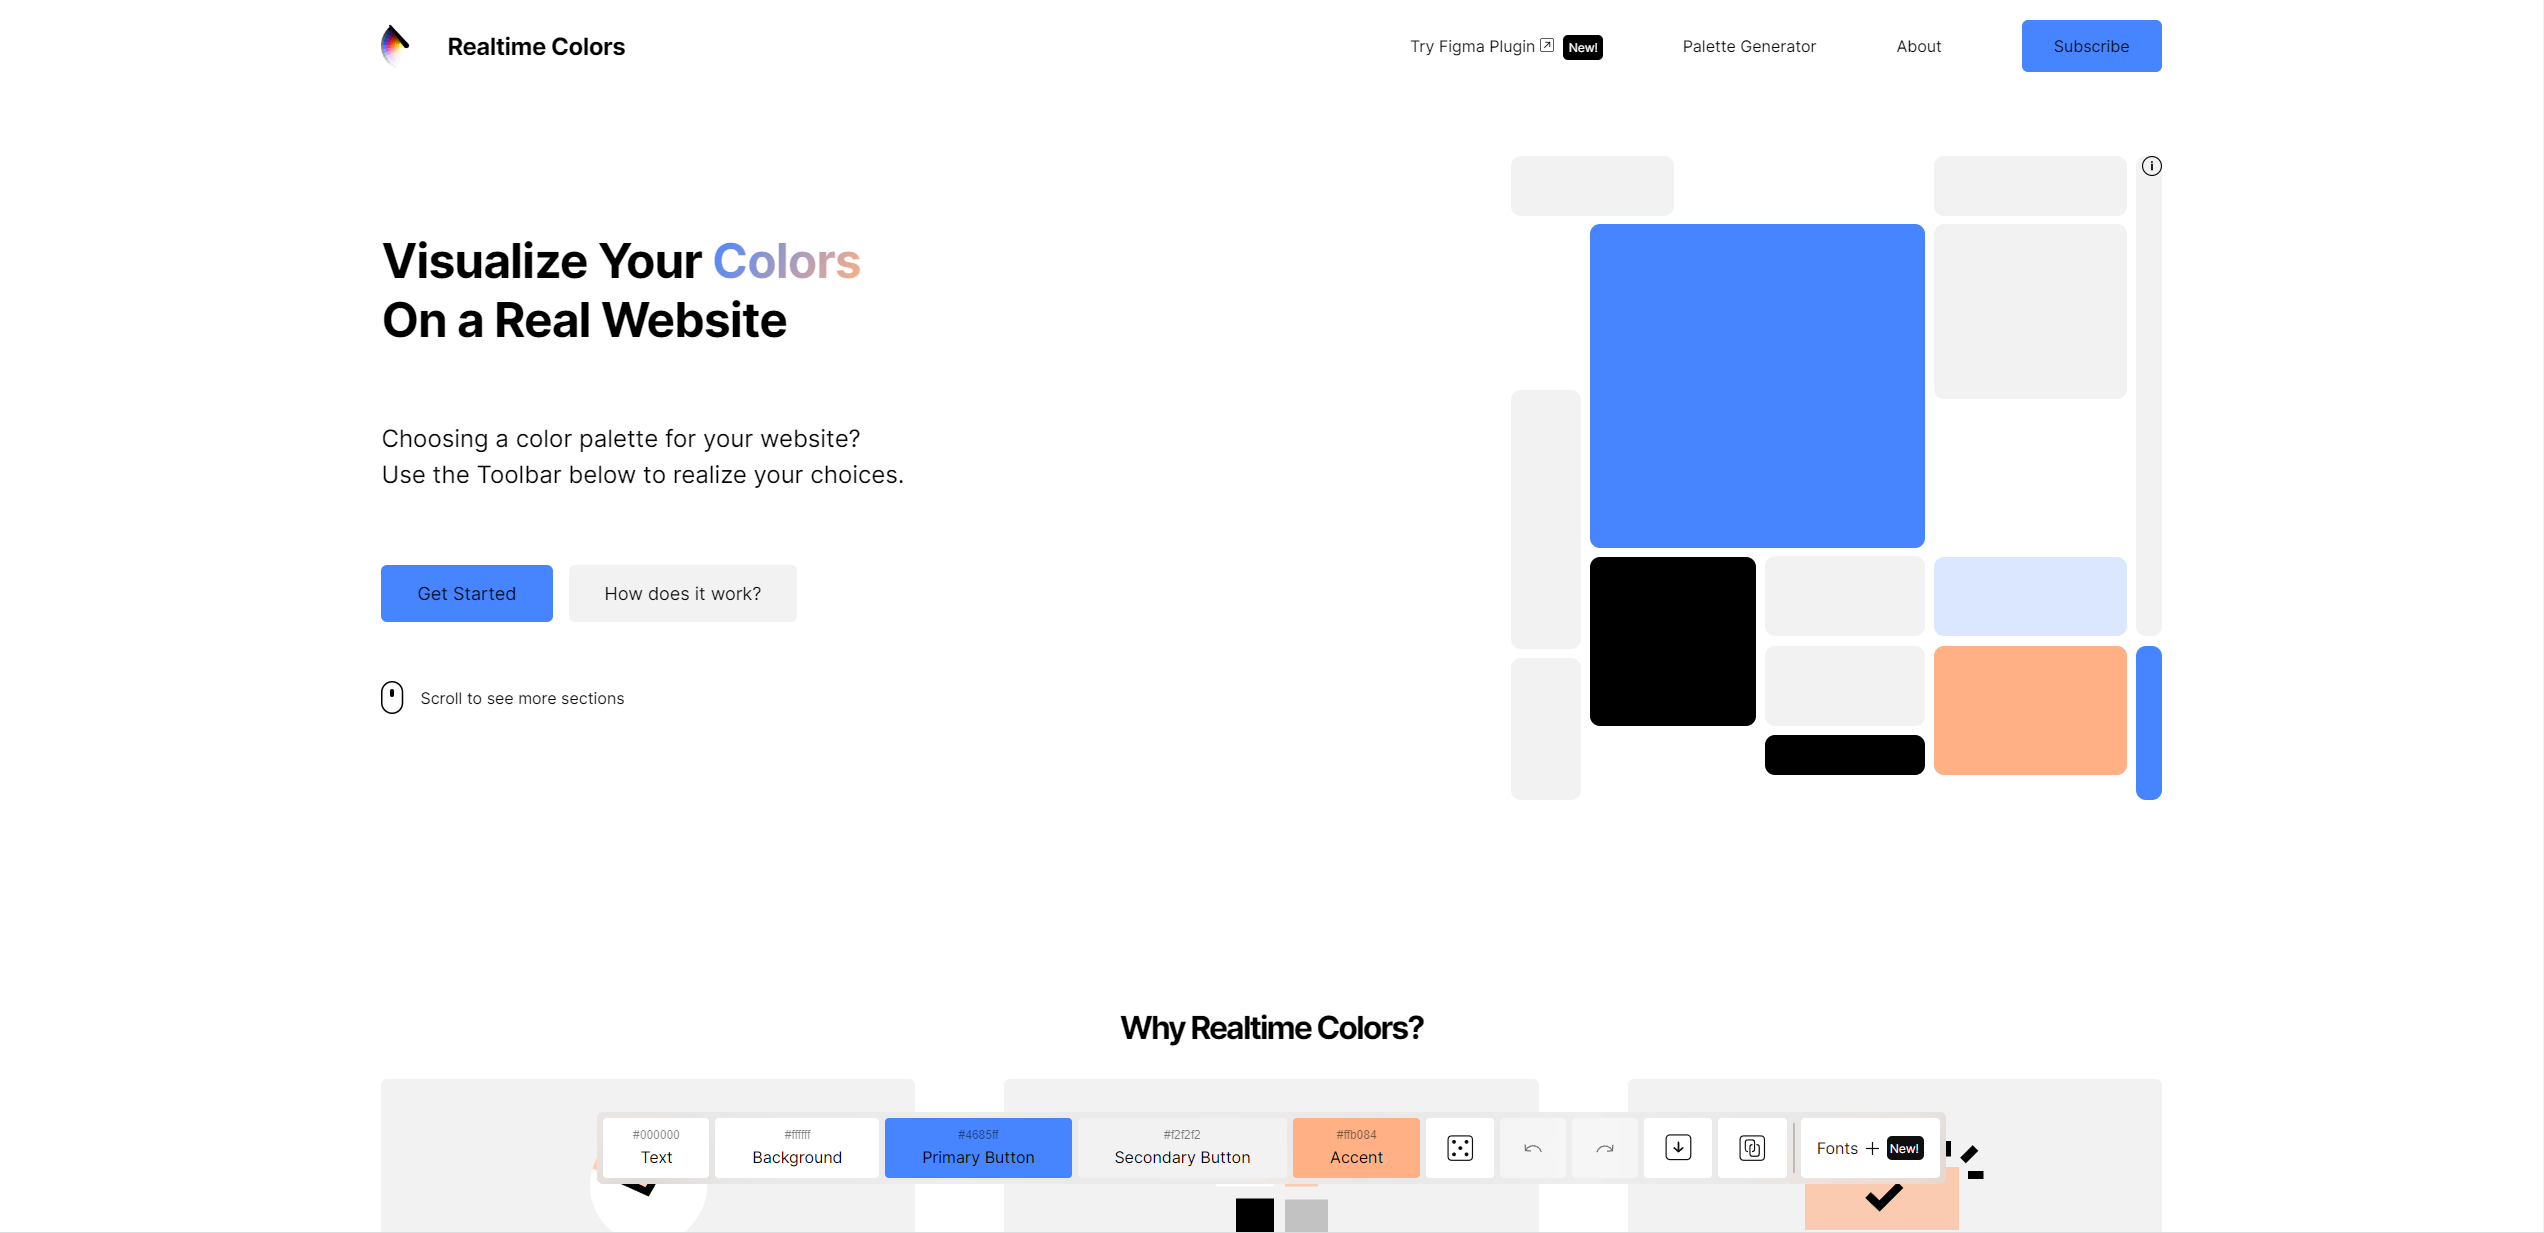 Realtime Colors
Try Figma Plugin New!
Palette Generator
About
Subscribe
Visualize Your Colors
On a Real Website
Choosing a color palette for your website?
Use the Toolbar below to realize your choices.
Get Started
How does it work?
Scroll to see more sections
Why Realtime Colors?
#000000
Text
#ffffff
Background
#4685ff
Primary Button
#f2f2f2
Secondary Button
#ffb084
Accent
Fonts New!